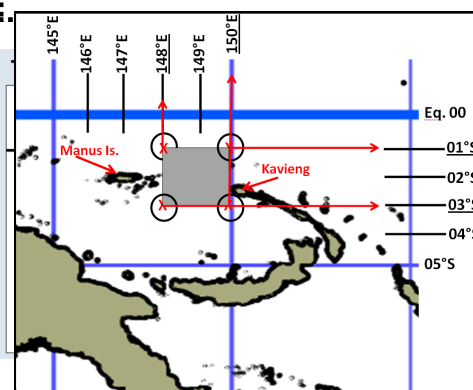 E.
145°E
146°E
147°E
148°E
149°E
150°E
Eq. 00
Manus Is.
01°S
Kavieng
02°S
03°S
04°S
05°S
X
X
X
X